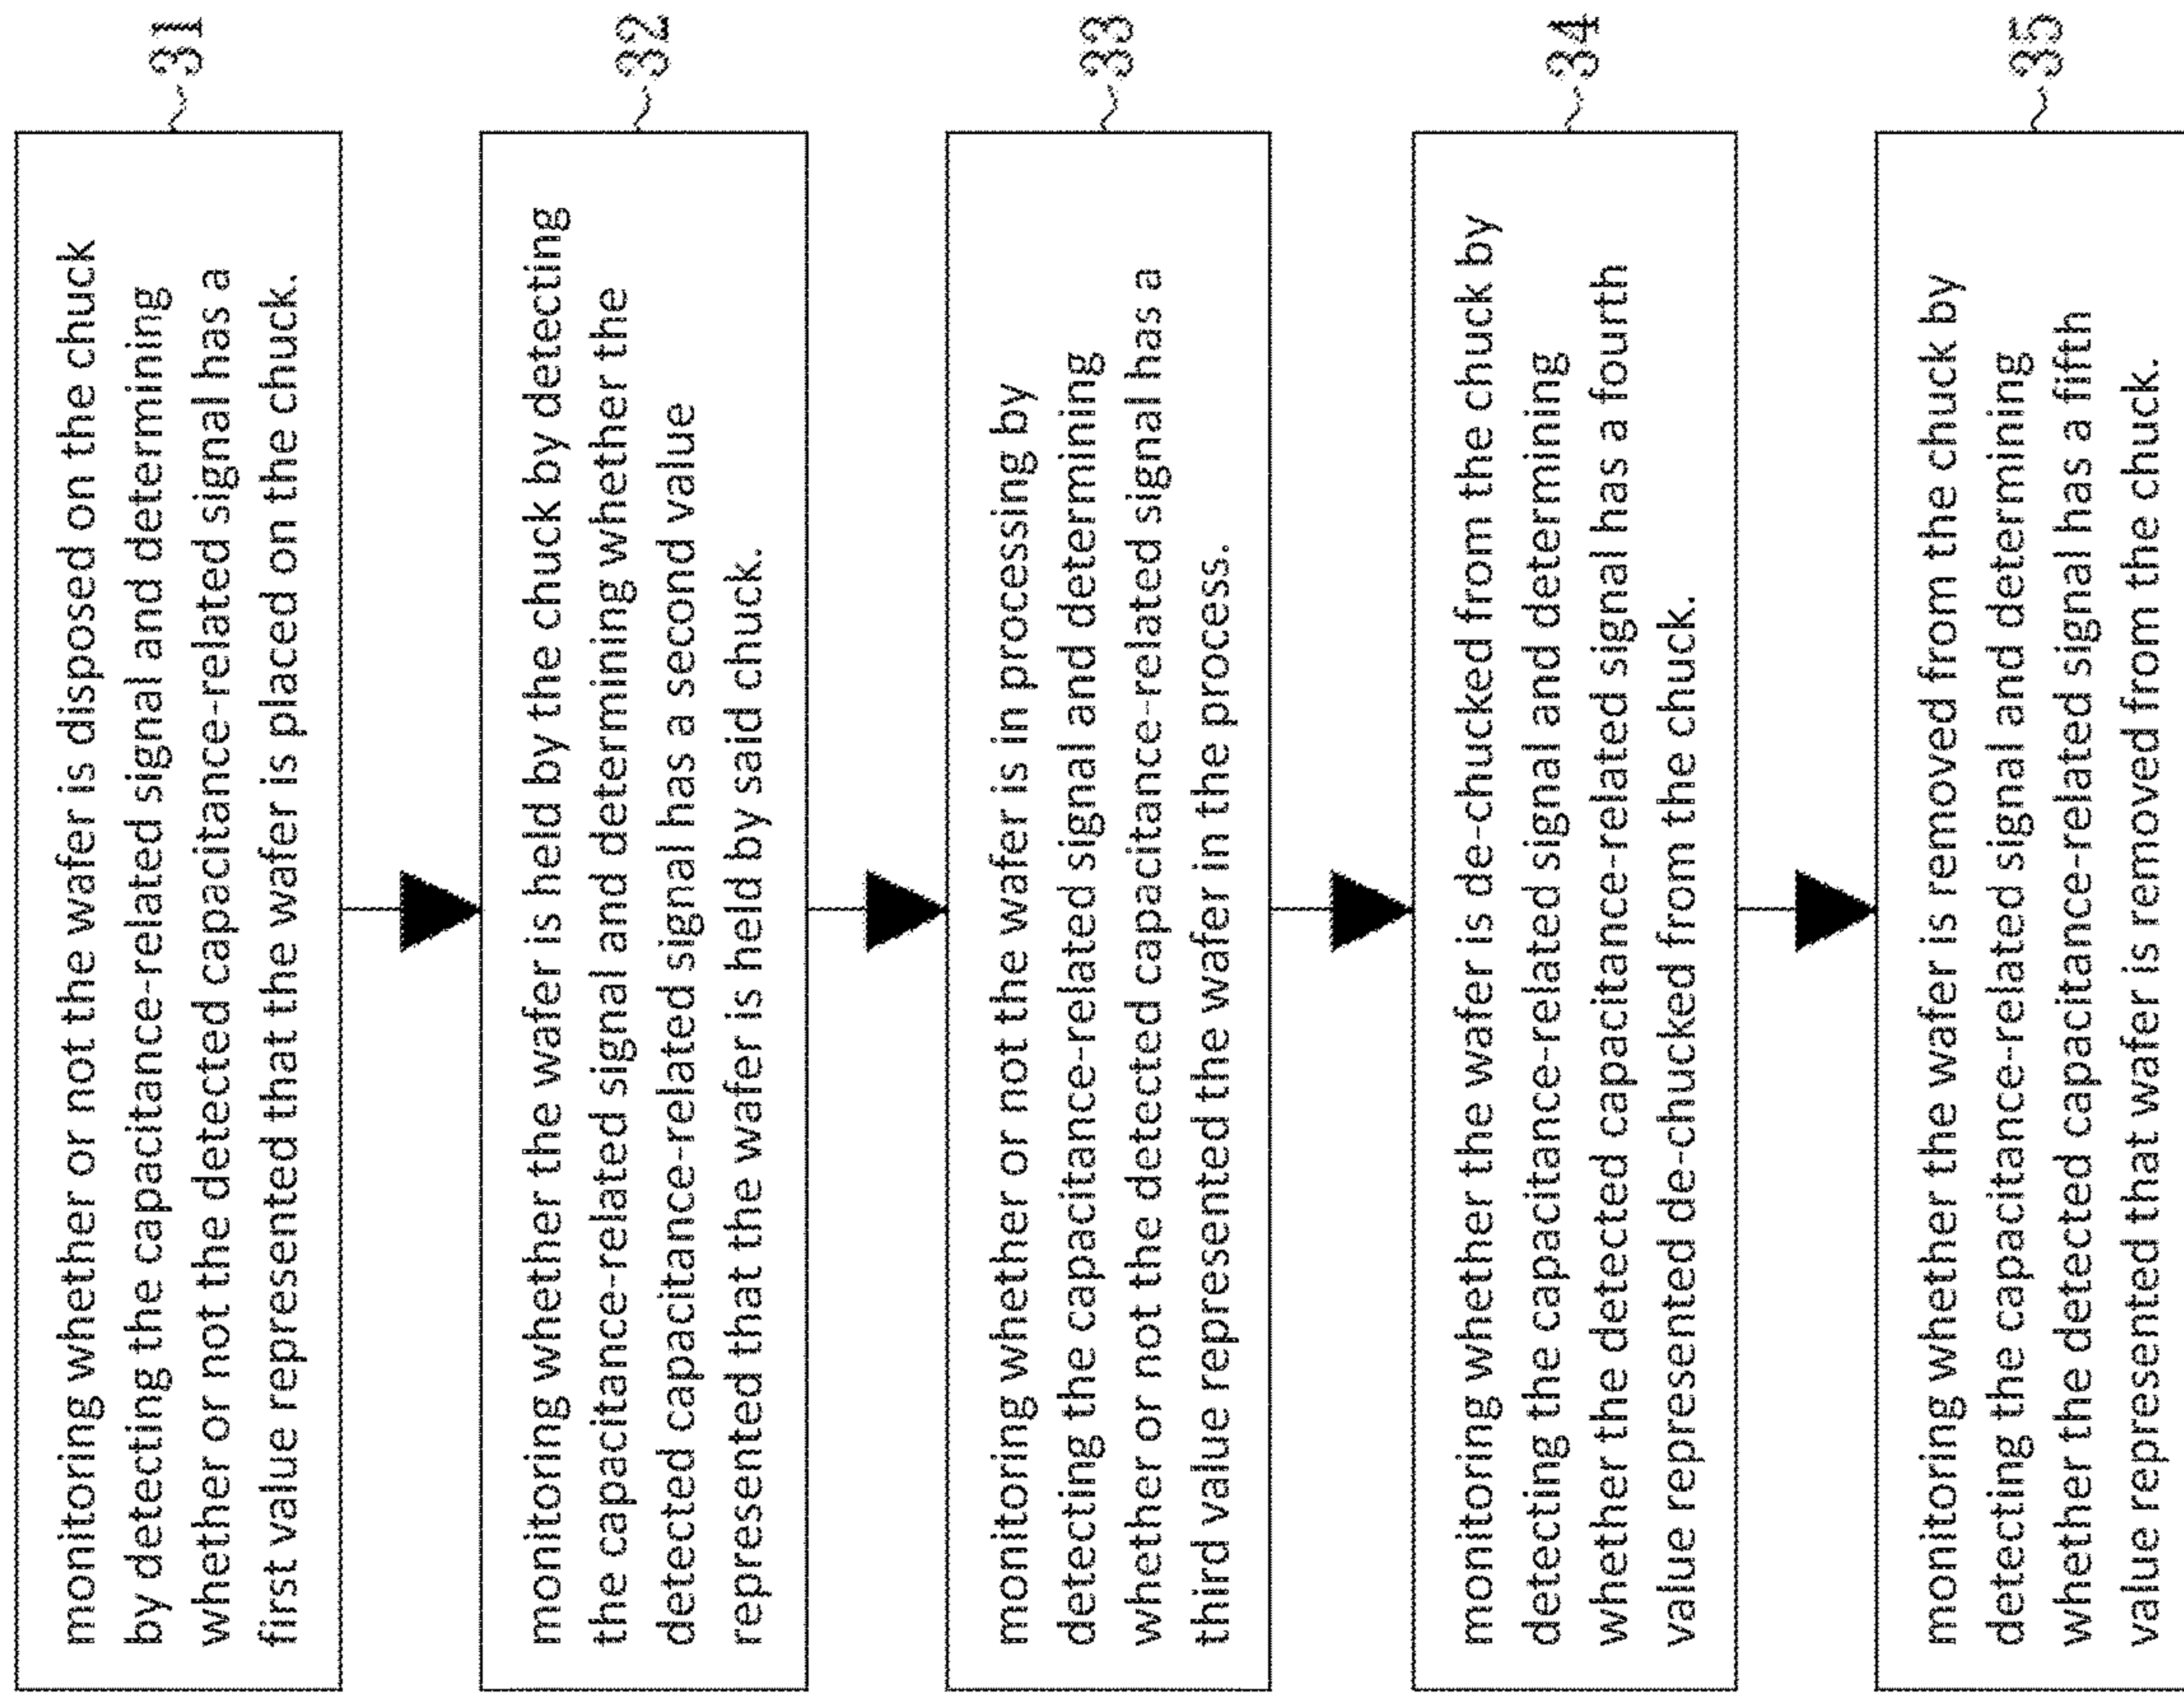 monitoring whether or not the wafer is disposed on the chuck
by detecting the capacitance-related signal and determining
whether or not the detected capacitance-related signal has a
first value represented that the wafer is placed on the chuck.
31
monitoring whether the wafer is held by the chuck by detecting
the capacitance-related signal and determining whether the
detected capacitance-related signal has a second value
represented that the wafer is held by said chuck.
32
monitoring whether or not the wafer is in processing by
detecting the capacitance-related signal and determining
whether or not the detected capacitance-related signal has a
third value represented the wafer in the process.
33
monitoring whether the wafer is de-chucked from the chuck by
detecting the capacitance-related signal and determining
whether the detected capacitance-related signal has a fourth
value represented de-chucked from the chuck.
34
monitoring whether the wafer is removed from the chuck by
detecting the capacitance-related signal and determining
whether the detected capacitance-related signal has a fifth
value represented that wafer is removed from the chuck.
35